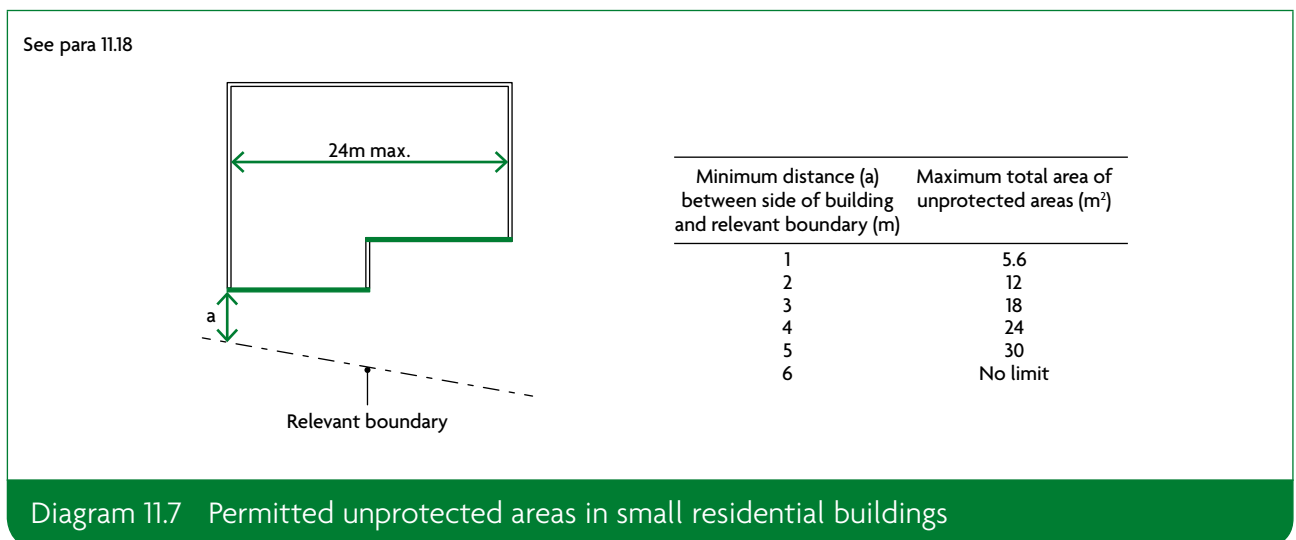 See para 11.18
24m max.
a
Relevant boundary
Minimum distance (a) between side of building and relevant boundary (m) Maximum total area of unprotected areas (m²)
1 5.6
2 12
3 18
4 24
5 30
6 No limit
Diagram 11.7 Permitted unprotected areas in small residential buildings